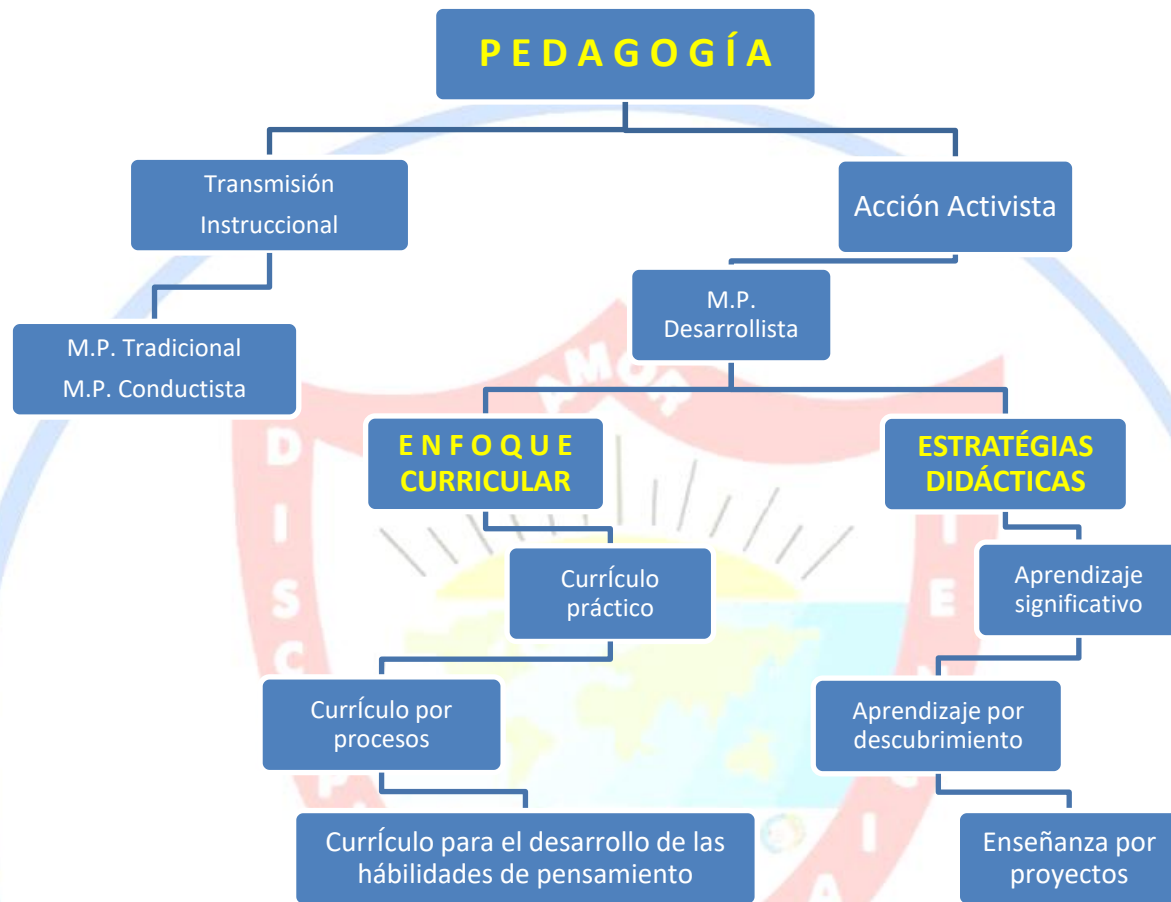 P E D A G O G Í A
Transmisión
Instruccional
Acción Activista
M.P. Tradicional
M.P. Conductista
M.P.
Desarrollista
E N F O Q U E
CURRICULAR
ESTRATÉGIAS
DIDÁCTICAS
CurrÍculo
práctico
Aprendizaje
significativo
CurrÍculo por
procesos
Aprendizaje por
descubrimiento
CurrÍculo para el desarrollo de las
hábilidades de pensamiento
Enseñanza por
proyectos
AMOR